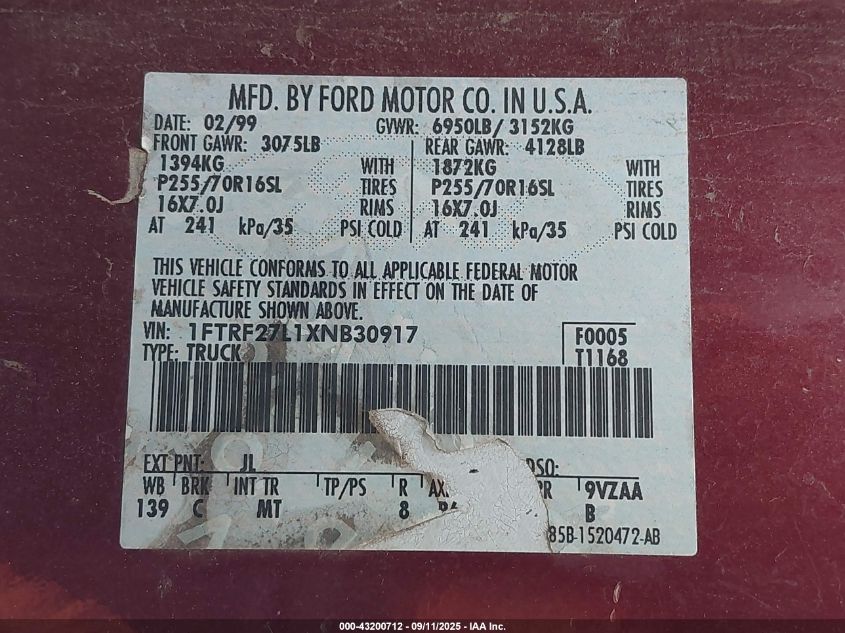 MFD. BY FORD MOTOR CO. IN U.S.A.
DATE: 02/99 GVWR: 6950LB/ 3152KG
FRONT GAWR: 3075LB REAR GAWR: 4128LB
1394KG WITH 1872KG WITH
P255/70R16SL TIRES P255/70R16SL TIRES
16X7.0J RIMS 16X7.0J RIMS
AT 241 kPa/35 PSI COLD AT 241 kPa/35 PSI COLD
THIS VEHICLE CONFORMS TO ALL APPLICABLE FEDERAL MOTOR
VEHICLE SAFETY STANDARDS IN EFFECT ON THE DATE OF
MANUFACTURE SHOWN ABOVE.
VIN: 1FTRF27L1XNB30917 F0005
TYPE: TRUCK T1168
EXT PNT: JL DSO:
WB BRK INT TR TP/PS R 9VZAA
139 C MT 8 B
85B-1520472-AB
000-43200712 - 09/11/2025 - IAA Inc.